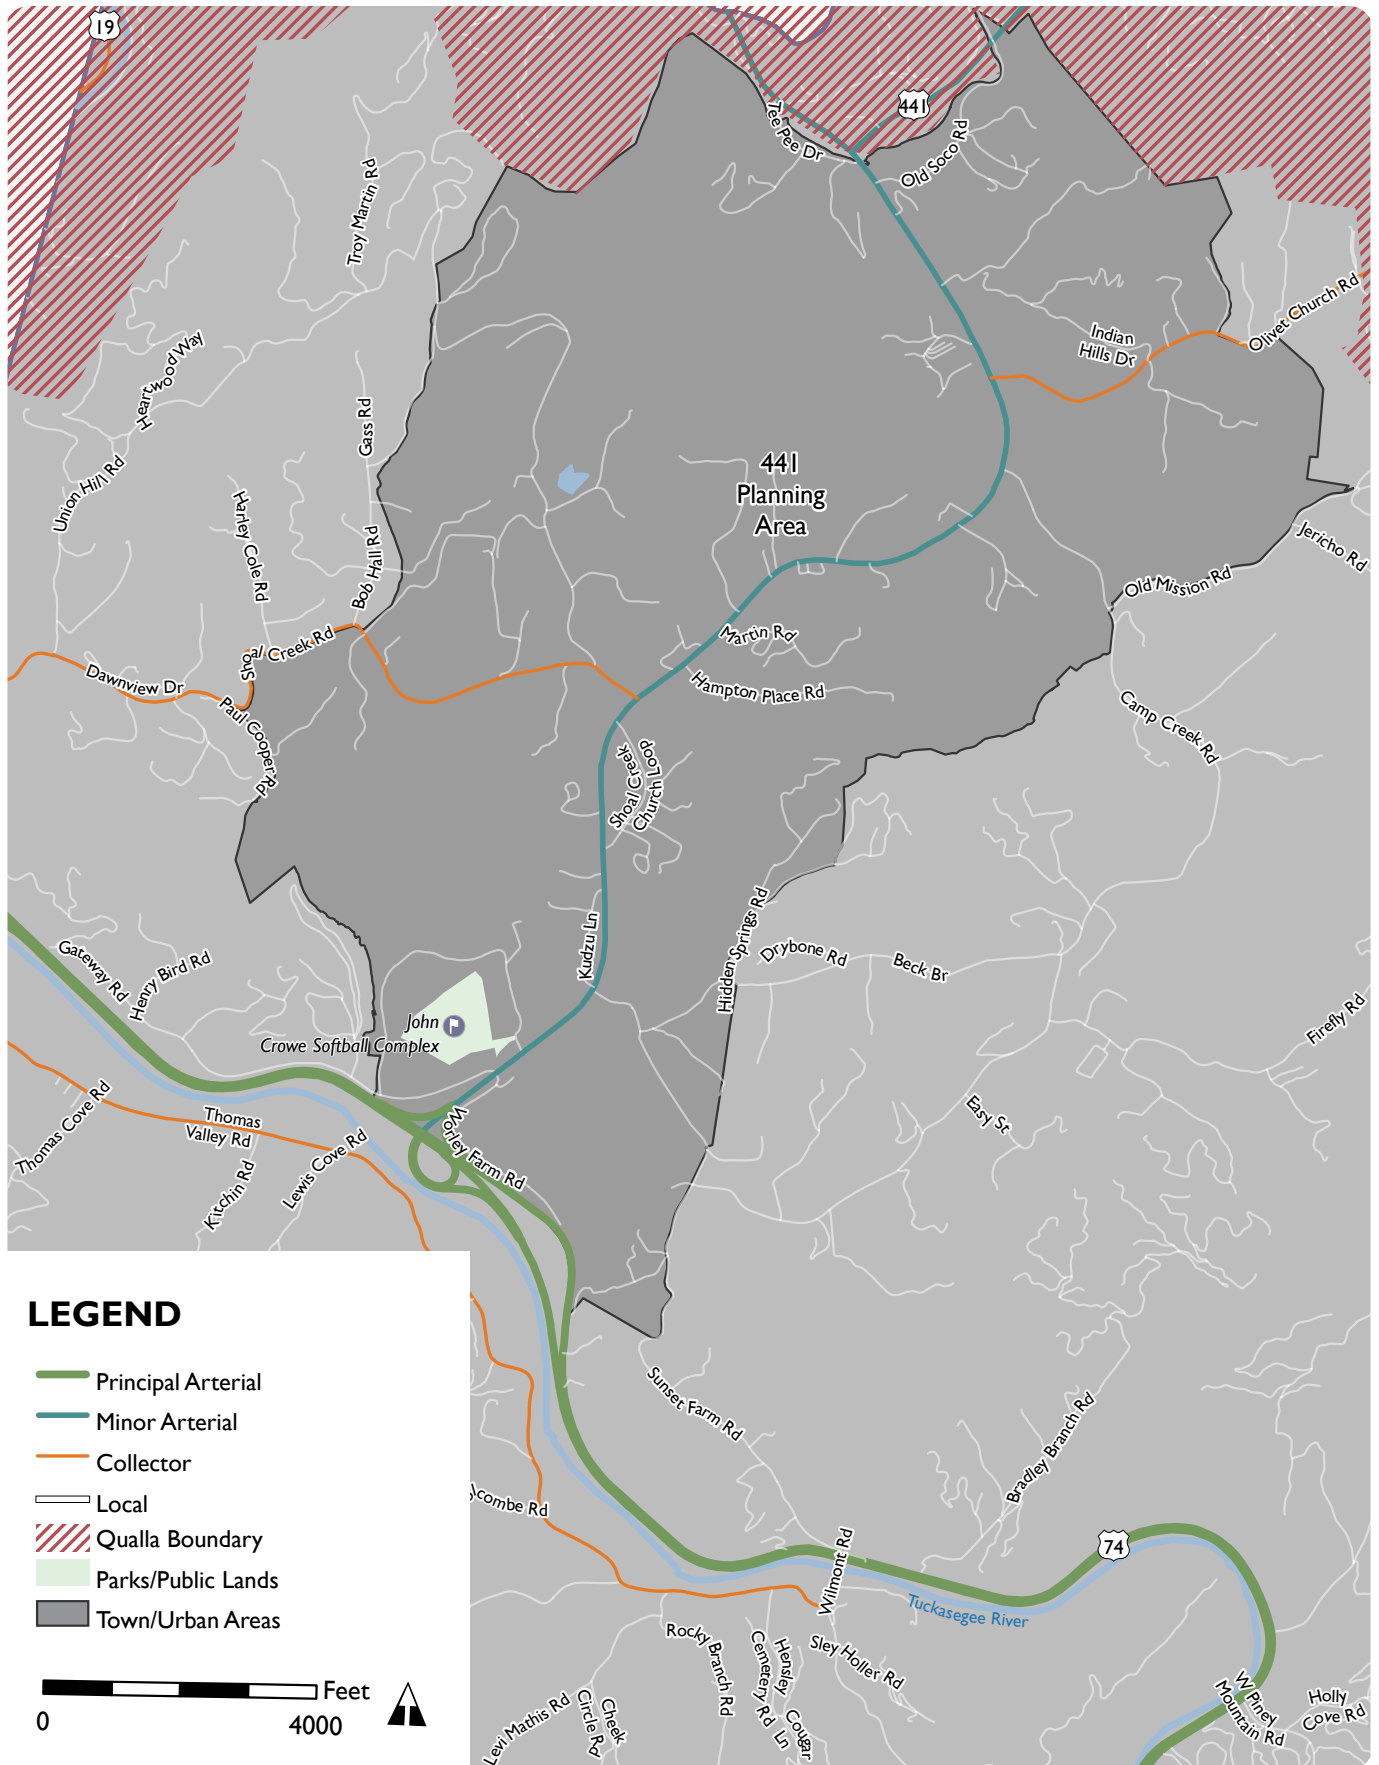 19
441
Tee Pee Dr
Old Soco Rd
Troy Martin Rd
Olivet Church Rd
Indian
Hills Dr
Heartwood Way
Gass Rd
441
Planning
Area
Union Hill Rd
Harley Cole Rd
Bob Hall Rd
Jericho Rd
Old Mission Rd
Shoal Creek Rd
Martin Rd
Dawnview Dr
Hampton Place Rd
Paul Cooper Rd
Camp Creek Rd
Shoal Creek
Church Loop
Hidden Springs Rd
Kudzu Ln
Gateway Rd
Henry Bird Rd
Drybone Rd
Beck Br
Firefly Rd
John
Crowe Softball Complex
Thomas Cove Rd
Thomas
Valley Rd
Kitchin Rd
Lewis Cove Rd
Worley Farm Rd
Easy St
LEGEND
Principal Arterial
Minor Arterial
Collector
Local
Qualla Boundary
Parks/Public Lands
Town/Urban Areas
Feet
0
4000
Sunset Farm Rd
Bradley Branch Rd
combe Rd
74
Wilmont Rd
Tuckasegee River
Rocky Branch Rd
Cemetery Rd
Hensley
Cougar
Ln
Sley Holler Rd
Levi Mathis Rd
Cheek
Circle Rd
W Piney
Mountain Rd
Holly
Cove Rd